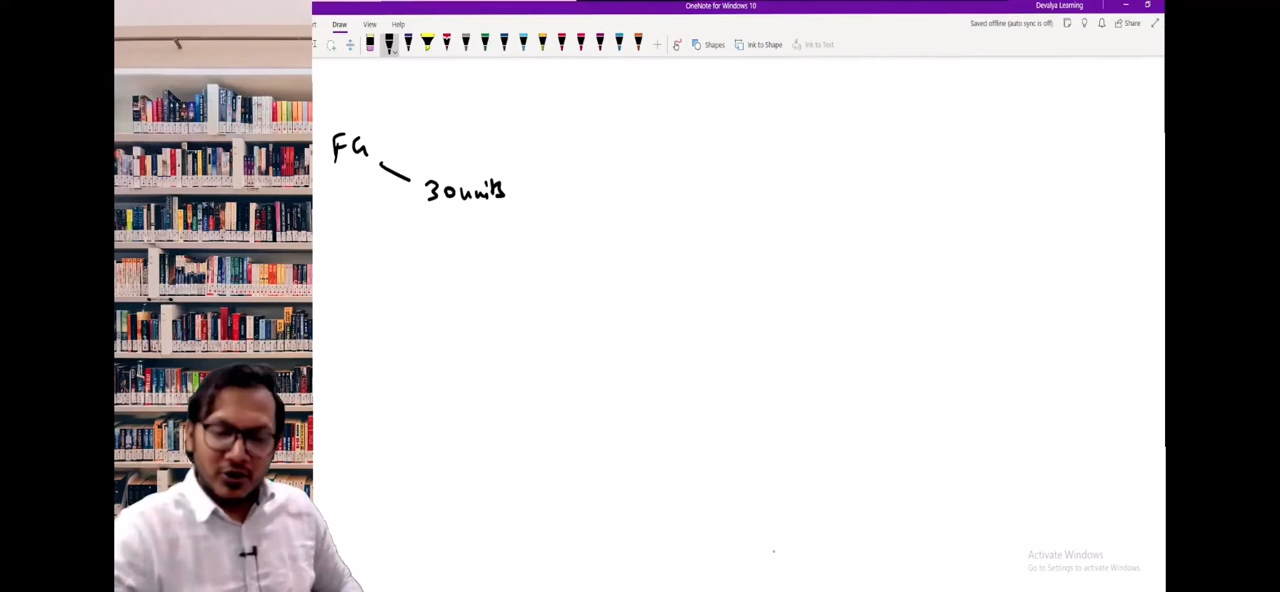 OneNote for Windows 10
Devalya Learning
Draw View Help
Saved offline (auto sync is off)
Share
Shapes
Ink to Shape
Ink to Text
FG
30 units
Activate Windows
Go to Settings to activate Windows.